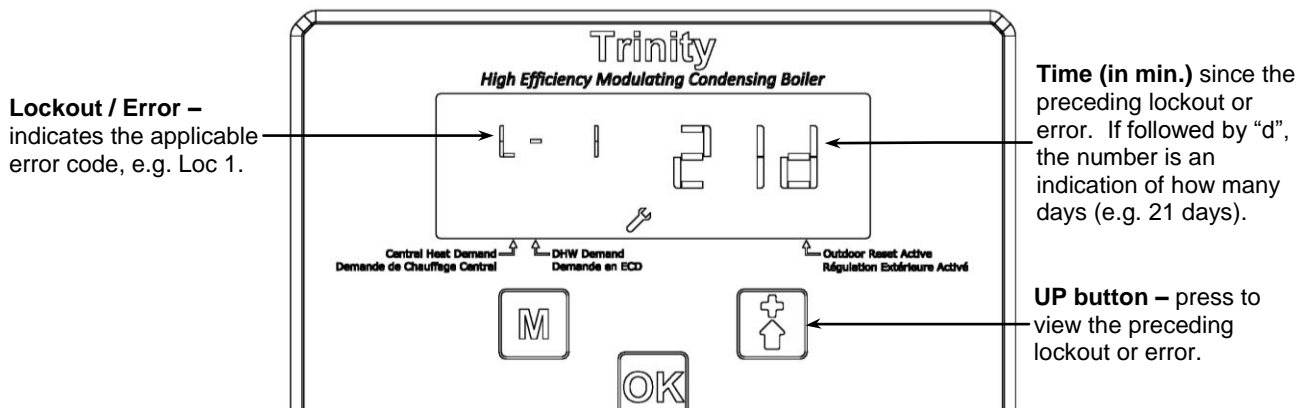 Trinity
High Efficiency Modulating Condensing Boiler
Lockout / Error –
indicates the applicable
error code, e.g. Loc 1.
L- 1 21d
Time (in min.) since the
preceding lockout or
error. If followed by “d”,
the number is an
indication of how many
days (e.g. 21 days).
Central Heat Demand
Demande de Chauffage Central
DHW Demand
Demande en ECD
Outdoor Reset Active
Régulation Extérieure Activé
M
UP button – press to
view the preceding
lockout or error.
OK